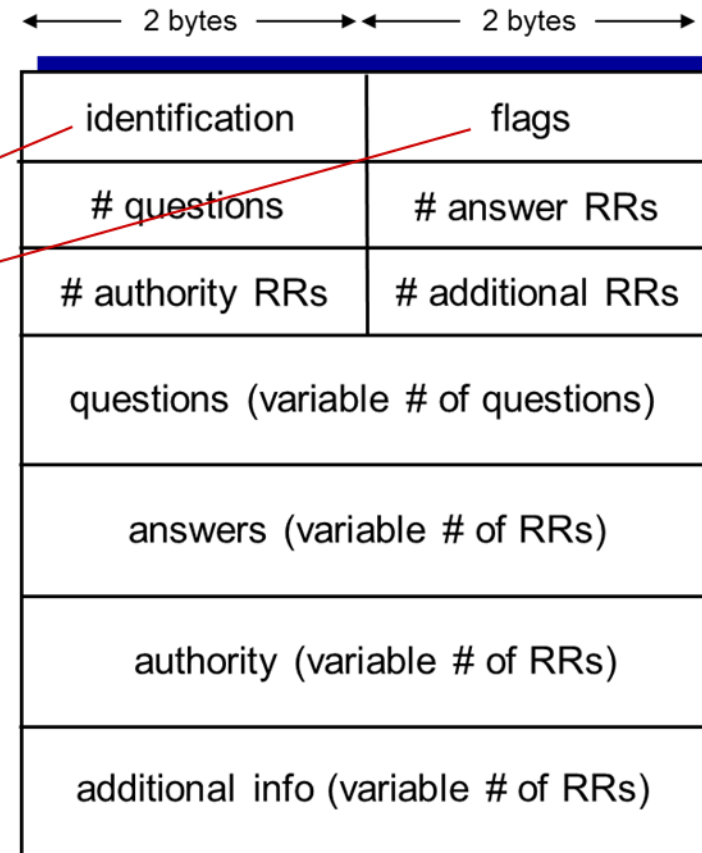 2 bytes 2 bytes
identification flags
# questions # answer RRs
# authority RRs # additional RRs
questions (variable # of questions)
answers (variable # of RRs)
authority (variable # of RRs)
additional info (variable # of RRs)